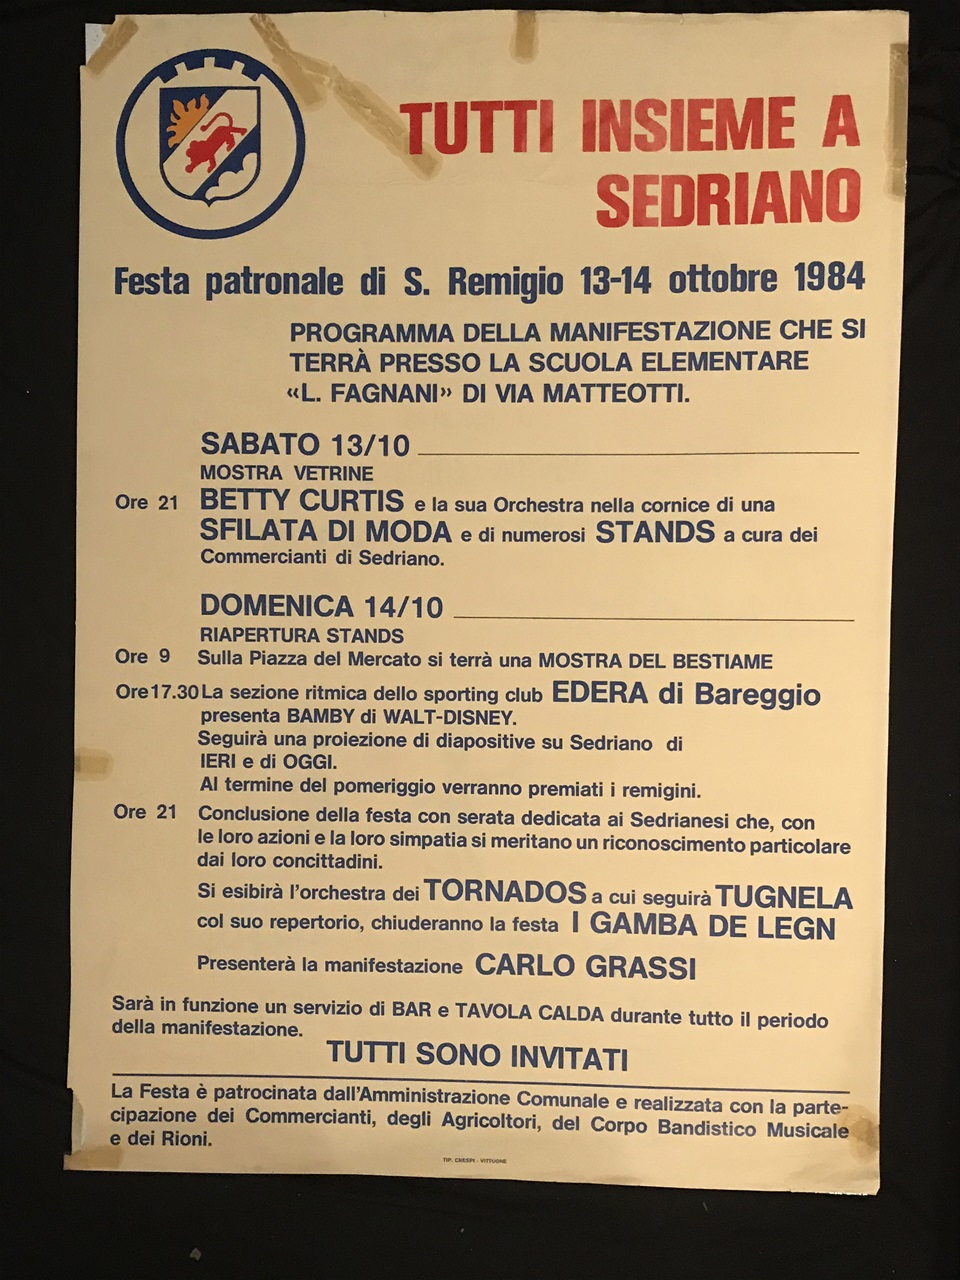 TUTTI INSIEME A
SEDRIANO
Festa patronale di S. Remigio 13-14 ottobre 1984
PROGRAMMA DELLA MANIFESTAZIONE CHE SI
TERRÀ PRESSO LA SCUOLA ELEMENTARE
«L. FAGNANI» DI VIA MATTEOTTI.
SABATO 13/10
MOSTRA VETRINE
Ore 21 BETTY CURTIS e la sua Orchestra nella cornice di una
SFILATA DI MODA e di numerosi STANDS a cura dei
Commercianti di Sedriano.
DOMENICA 14/10
RIAPERTURA STANDS
Ore 9 Sulla Piazza del Mercato si terrà una MOSTRA DEL BESTIAME
Ore 17.30 La sezione ritmica dello sporting club EDERA di Bareggio
presenta BAMBY di WALT-DISNEY.
Seguirà una proiezione di diapositive su Sedriano di
IERI e di OGGI.
Al termine del pomeriggio verranno premiati i remigini.
Ore 21 Conclusione della festa con serata dedicata ai Sedrianesi che, con
le loro azioni e la loro simpatia si meritano un riconoscimento particolare
dai loro concittadini.
Si esibirà l'orchestra dei TORNADOS a cui seguirà TUGNELA
col suo repertorio, chiuderanno la festa I GAMBA DE LEGN
Presenterà la manifestazione CARLO GRASSI
Sarà in funzione un servizio di BAR e TAVOLA CALDA durante tutto il periodo
della manifestazione.
TUTTI SONO INVITATI
La Festa è patrocinata dall'Amministrazione Comunale e realizzata con la parte-
cipazione dei Commercianti, degli Agricoltori, del Corpo Bandistico Musicale
e dei Rioni.
TIP. CRESPI - VITTUONE